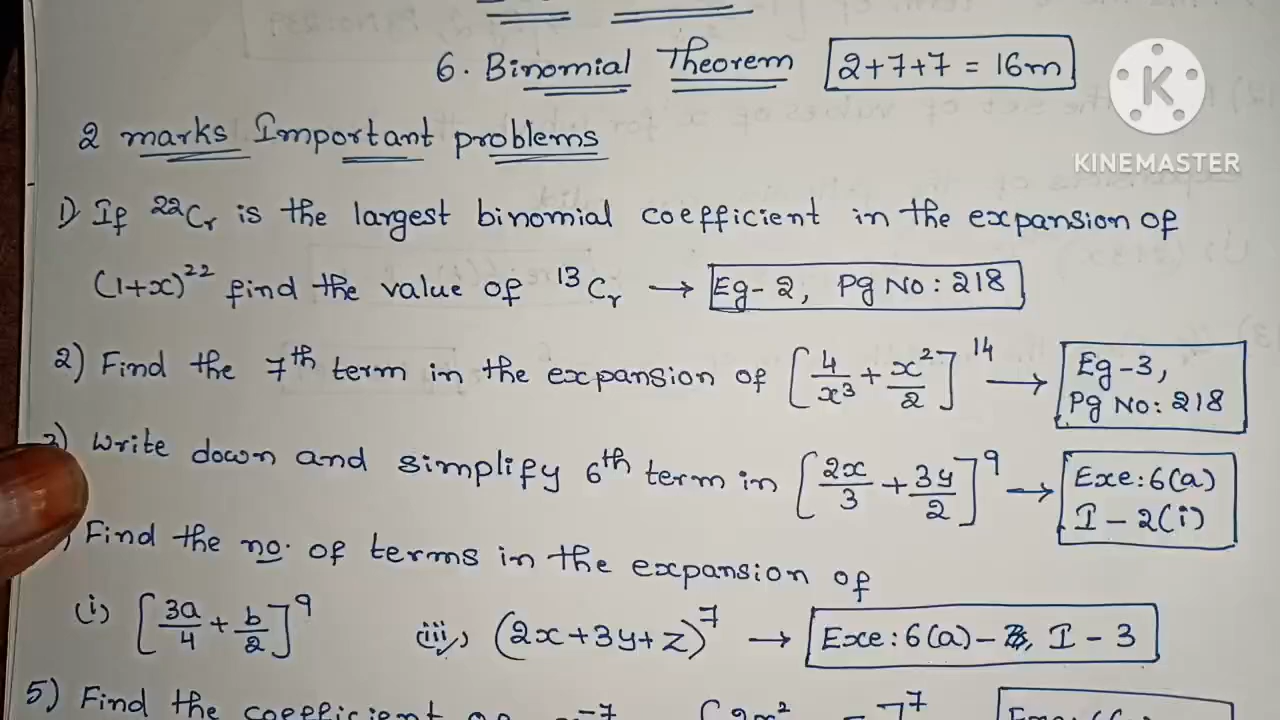 6. Binomial Theorem 2+7+7 = 16m
K
KINEMASTER
2 marks Important problems
1) If ²²Cᵣ is the largest binomial coefficient in the expansion of
(1+x)²² find the value of ¹³Cᵣ → Eg-2, Pg No: 218
2) Find the 7th term in the expansion of [4/x³ + x²/2]¹⁴ → Eg-3, Pg No: 218
3) Write down and simplify 6th term in [2x/3 + 3y/2]⁹ → Exe: 6(a) I - 2(i)
Find the no. of terms in the expansion of
(i) [3a/4 + b/2]⁹ (iii) (2x+3y+z)⁷ → Exe: 6(a) - I - 3
5) Find the coefficient